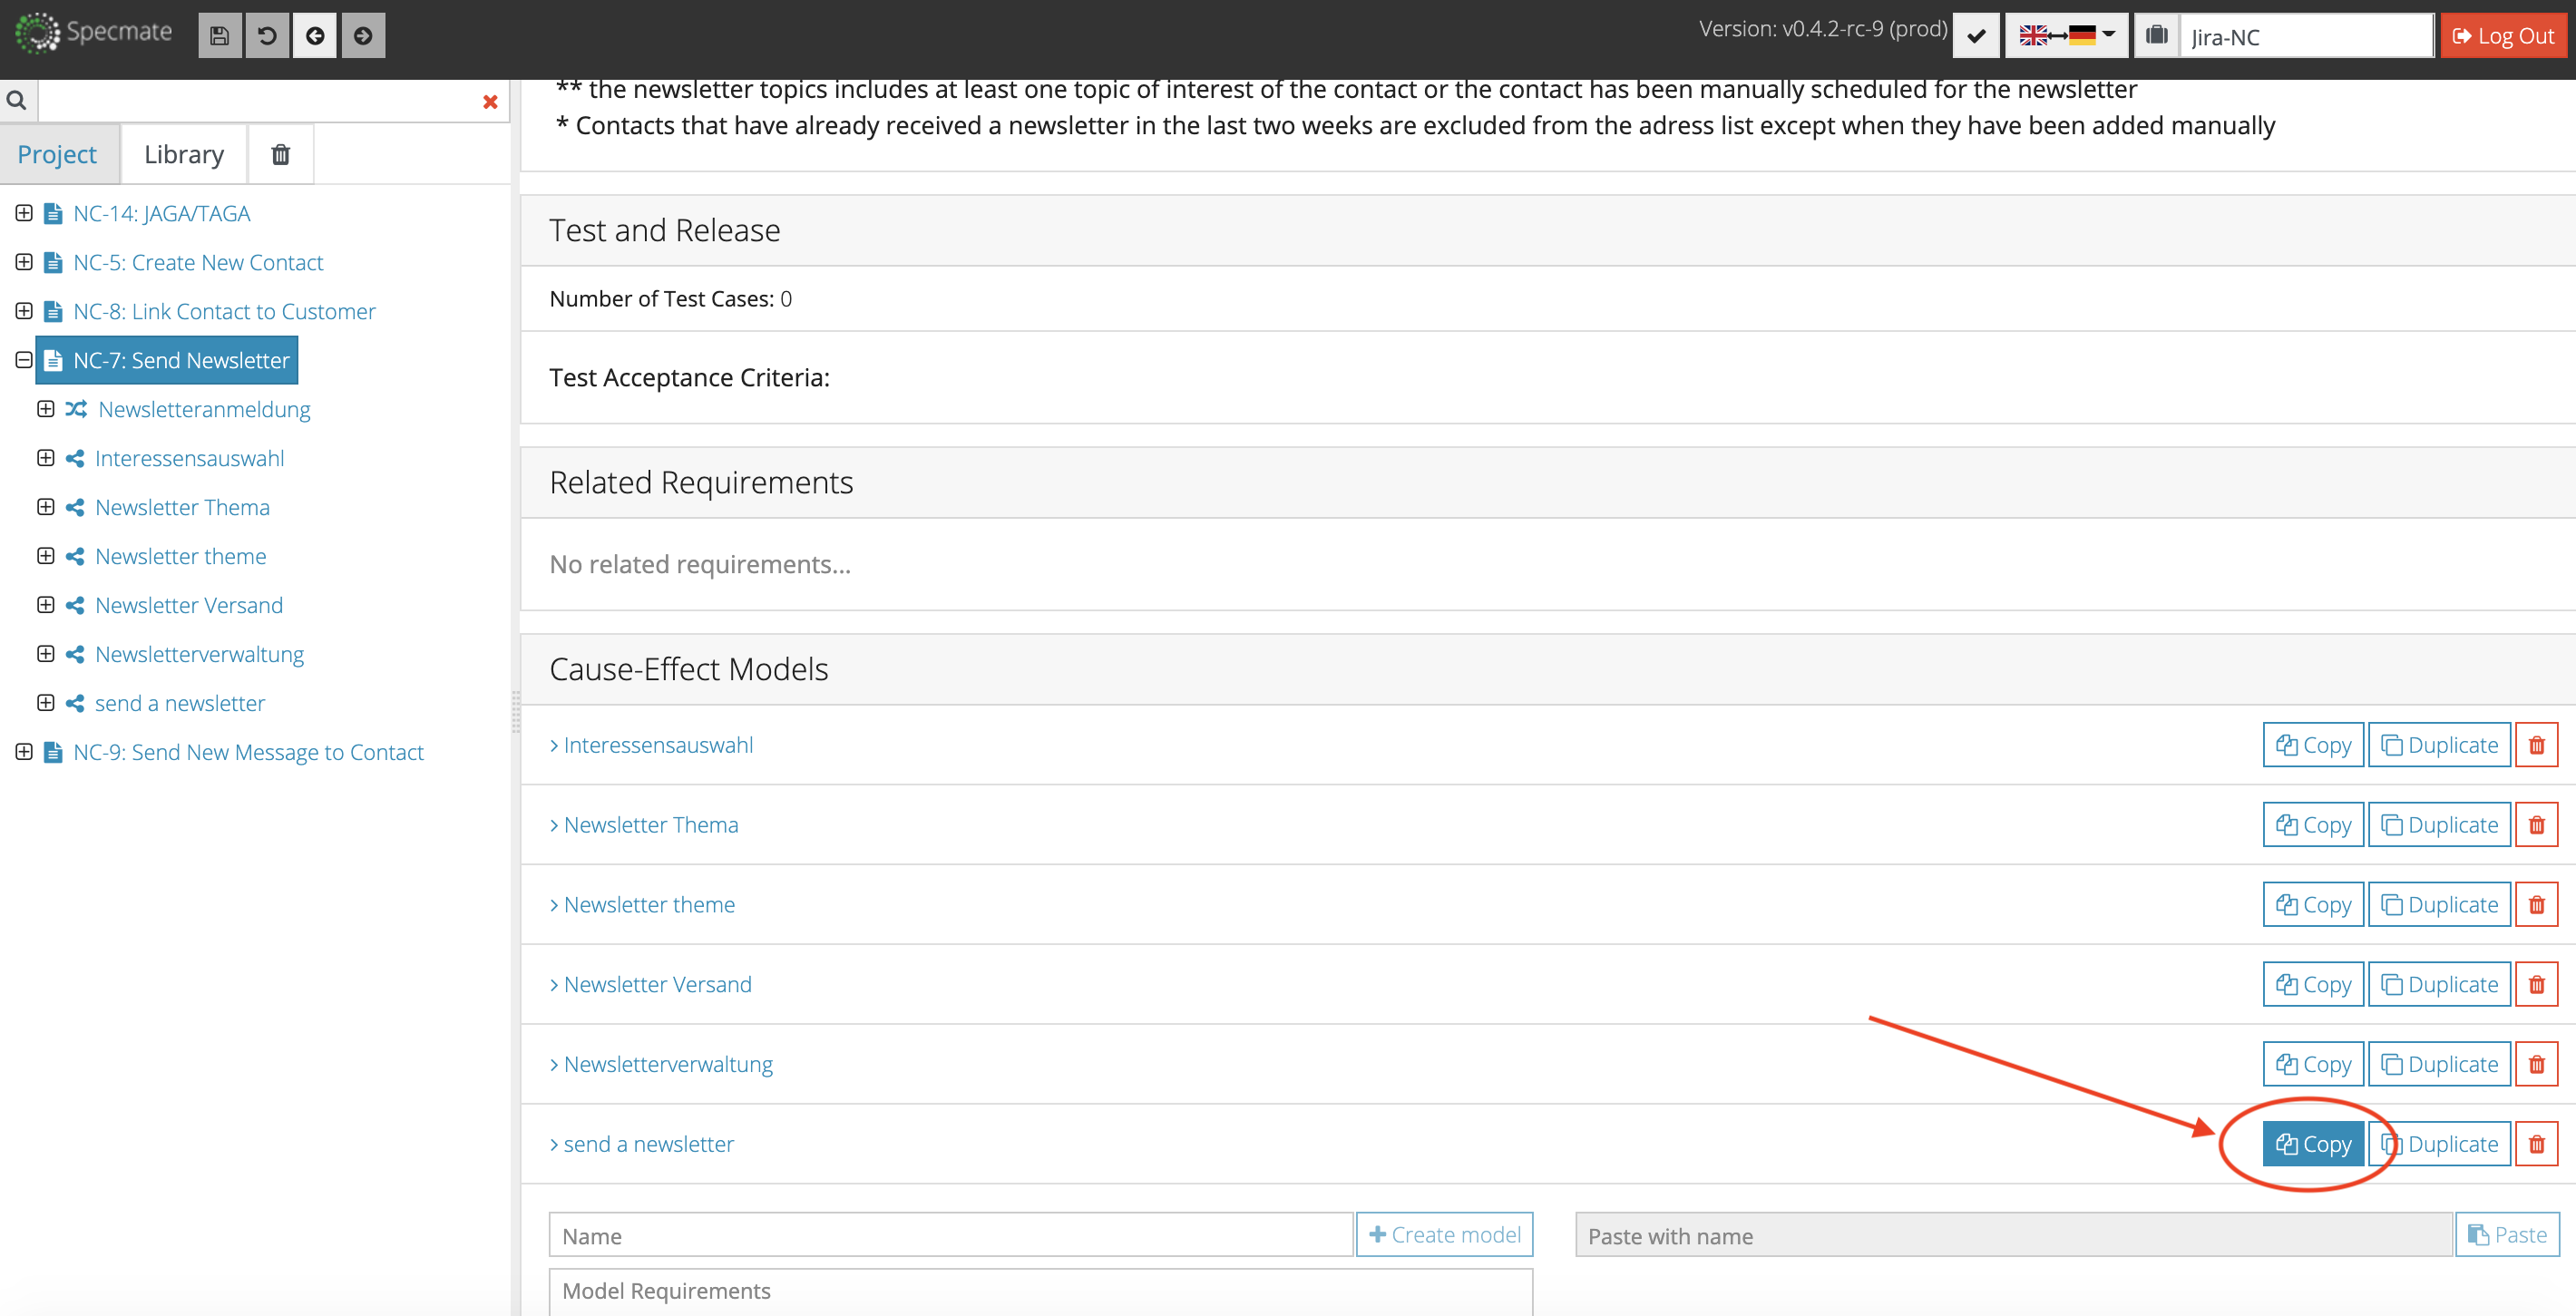 Specmate
Version: v0.4.2-rc-9 (prod)
Jira-NC
Log Out
Project
Library
NC-14: JAGA/TAGA
NC-5: Create New Contact
NC-8: Link Contact to Customer
NC-7: Send Newsletter
Newsletteranmeldung
Interessensauswahl
Newsletter Thema
Newsletter theme
Newsletter Versand
Newsletterverwaltung
send a newsletter
NC-9: Send New Message to Contact
** the newsletter topics includes at least one topic of interest of the contact or the contact has been manually scheduled for the newsletter
* Contacts that have already received a newsletter in the last two weeks are excluded from the adress list except when they have been added manually
Test and Release
Number of Test Cases: 0
Test Acceptance Criteria:
Related Requirements
No related requirements...
Cause-Effect Models
Interessensauswahl Copy Duplicate
Newsletter Thema Copy Duplicate
Newsletter theme Copy Duplicate
Newsletter Versand Copy Duplicate
Newsletterverwaltung Copy Duplicate
send a newsletter Copy Duplicate
Name Create model Paste with name Paste
Model Requirements